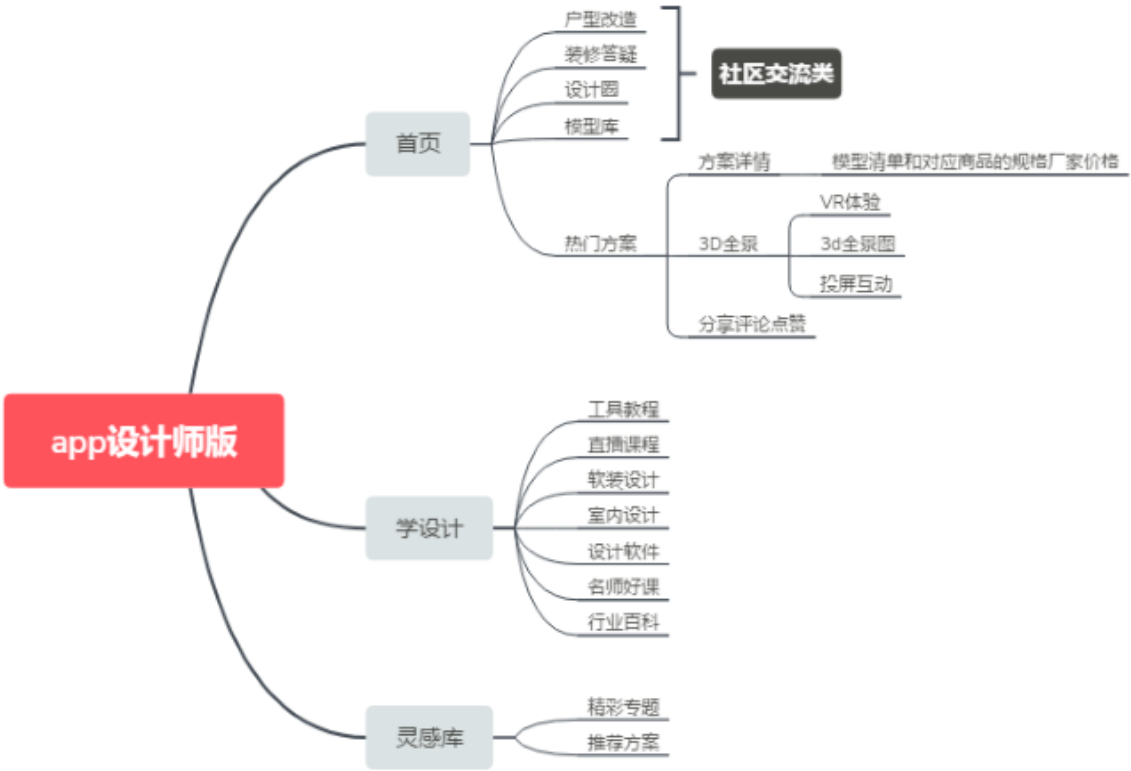 户型改造
装修答疑
社区交流类
设计圈
模型库
首页
方案详情
模型清单和对应商品的规格厂家价格
VR体验
热门方案
3D全景
3d全景图
投屏互动
分享评论点赞
app设计师版
工具教程
直播课程
软装设计
室内设计
学设计
设计软件
名师好课
行业百科
精彩专题
灵感库
推荐方案